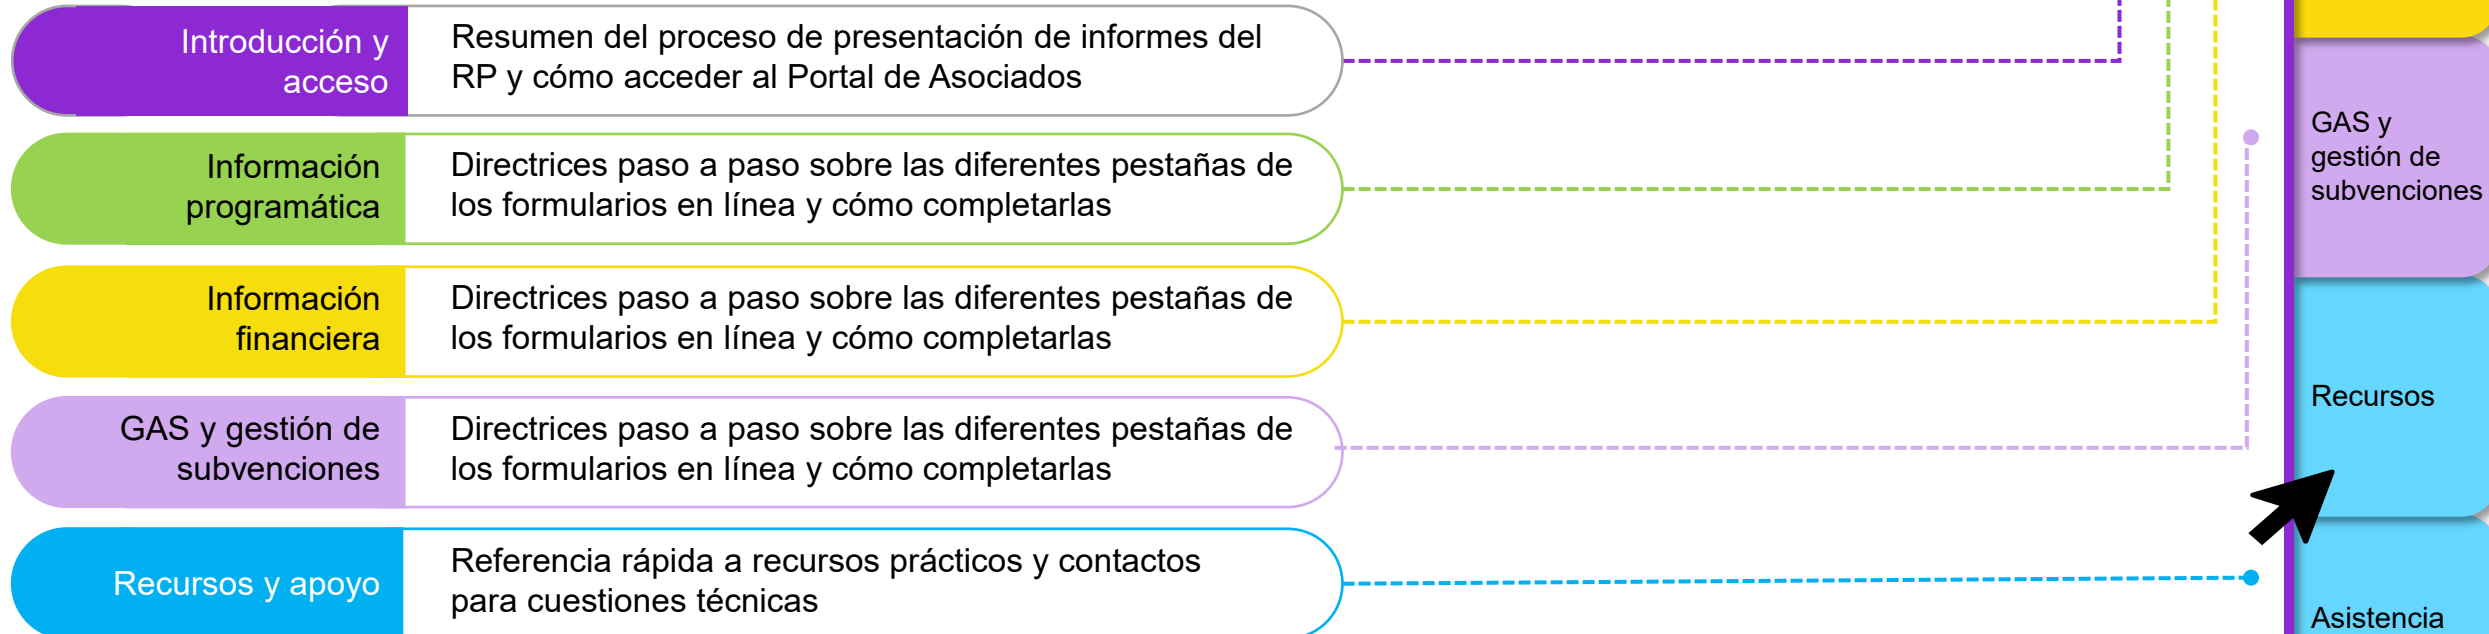 Introducción y
acceso
Resumen del proceso de presentación de informes del
RP y cómo acceder al Portal de Asociados
Información
programática
Directrices paso a paso sobre las diferentes pestañas de
los formularios en línea y cómo completarlas
Información
financiera
Directrices paso a paso sobre las diferentes pestañas de
los formularios en línea y cómo completarlas
GAS y gestión de
subvenciones
Directrices paso a paso sobre las diferentes pestañas de
los formularios en línea y cómo completarlas
Recursos y apoyo
Referencia rápida a recursos prácticos y contactos
para cuestiones técnicas
GAS y
gestión de
subvenciones
Recursos
Asistencia